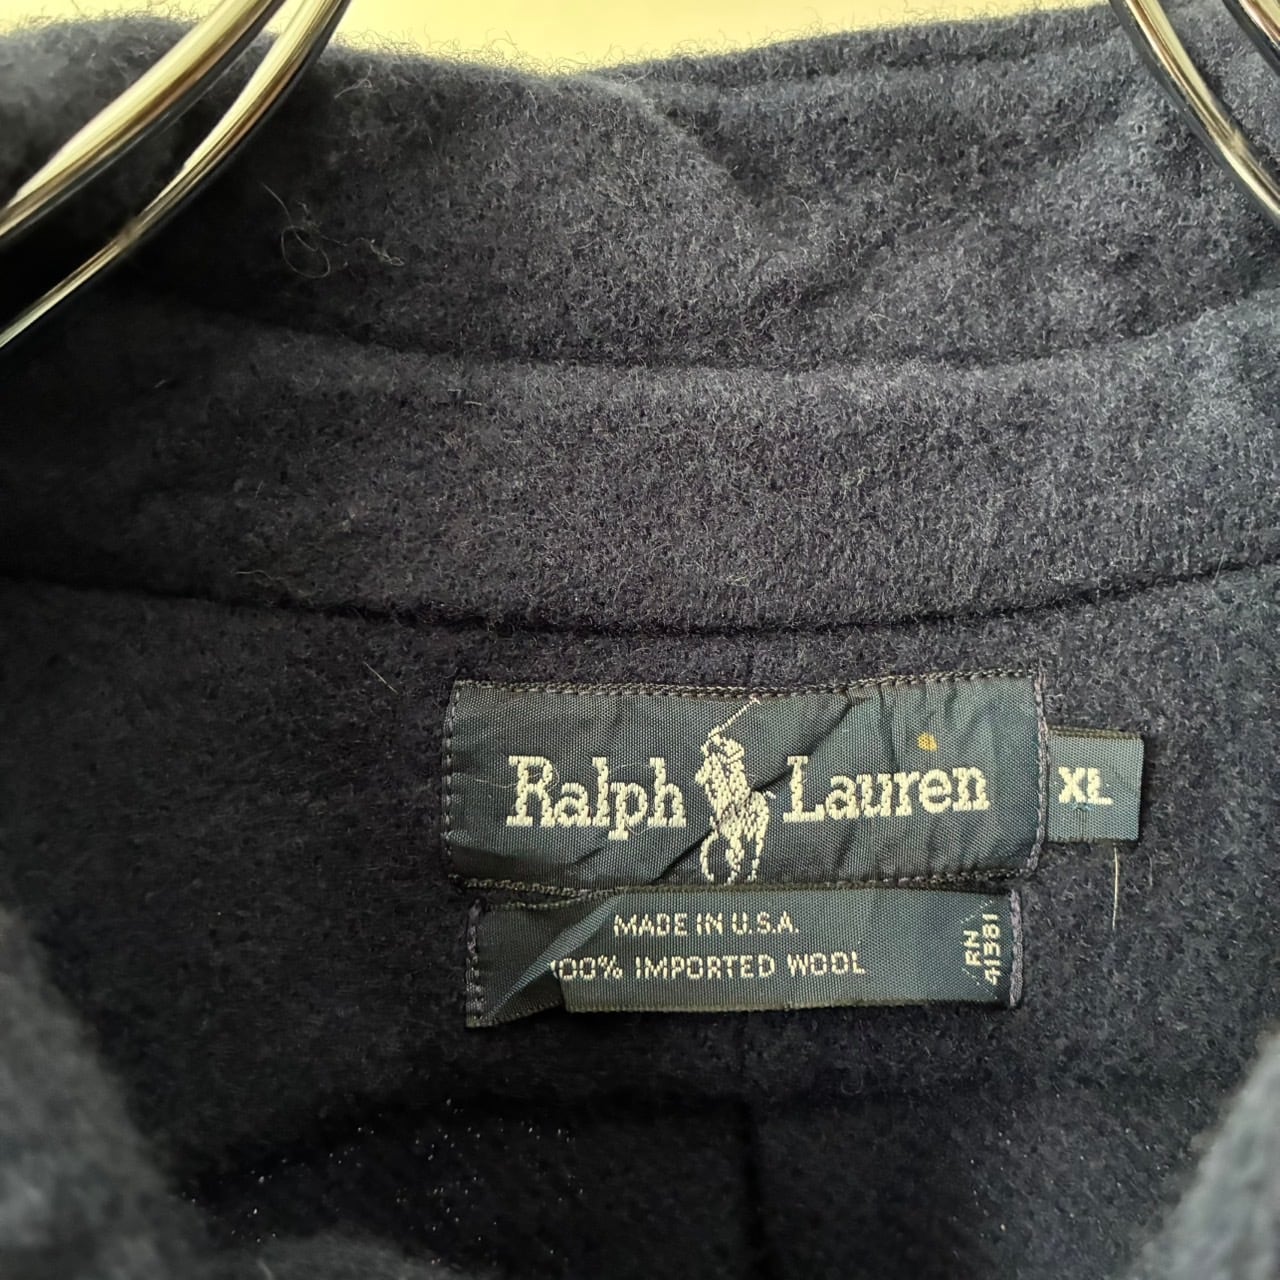 Ralph Lauren
XL
MADE IN U.S.A.
100% IMPORTED WOOL
RN
41381